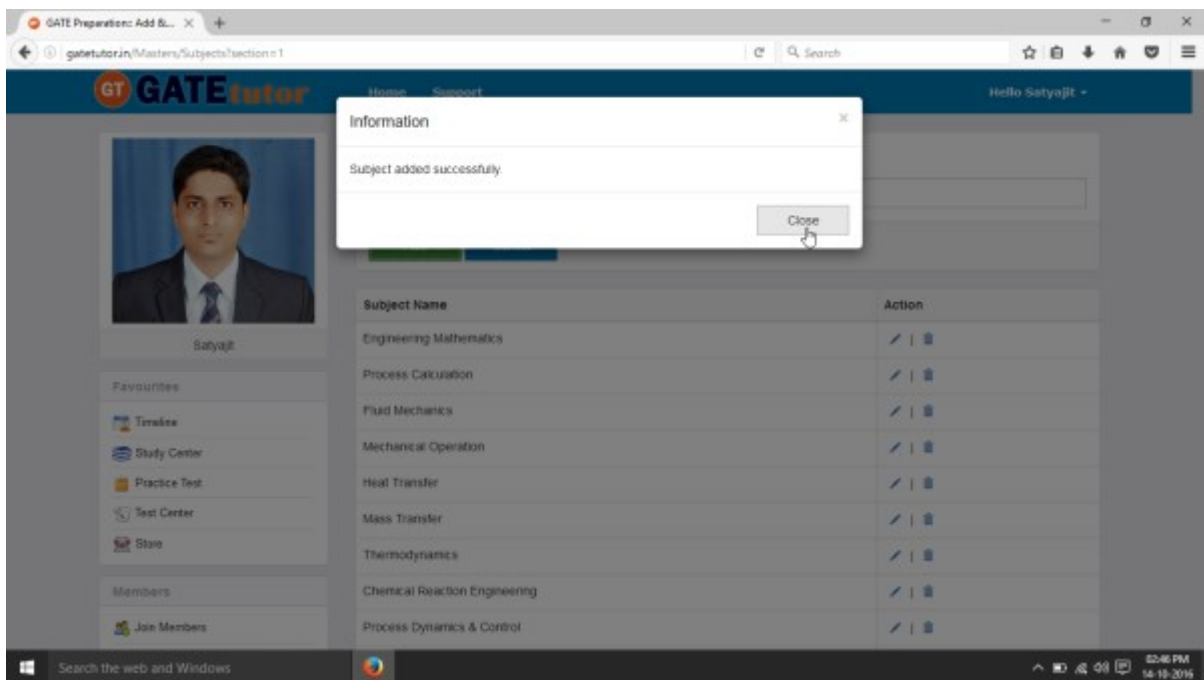 GATE Preparation:: Add &...
gatetutor.in/Masters/Subjects?section=1
Search
GT GATEtutor
Home Support
Hello Satyajit
Information
×
Subject added successfully.
Close
Satyajit
Favourites
Timeline
Study Center
Practice Test
Test Center
Store
Members
Join Members
Subject Name Action
Engineering Mathematics |
Process Calculation |
Fluid Mechanics |
Mechanical Operation |
Heat Transfer |
Mass Transfer |
Thermodynamics |
Chemical Reaction Engineering |
Process Dynamics & Control |
Search the web and Windows
02:46 PM
14-10-2016